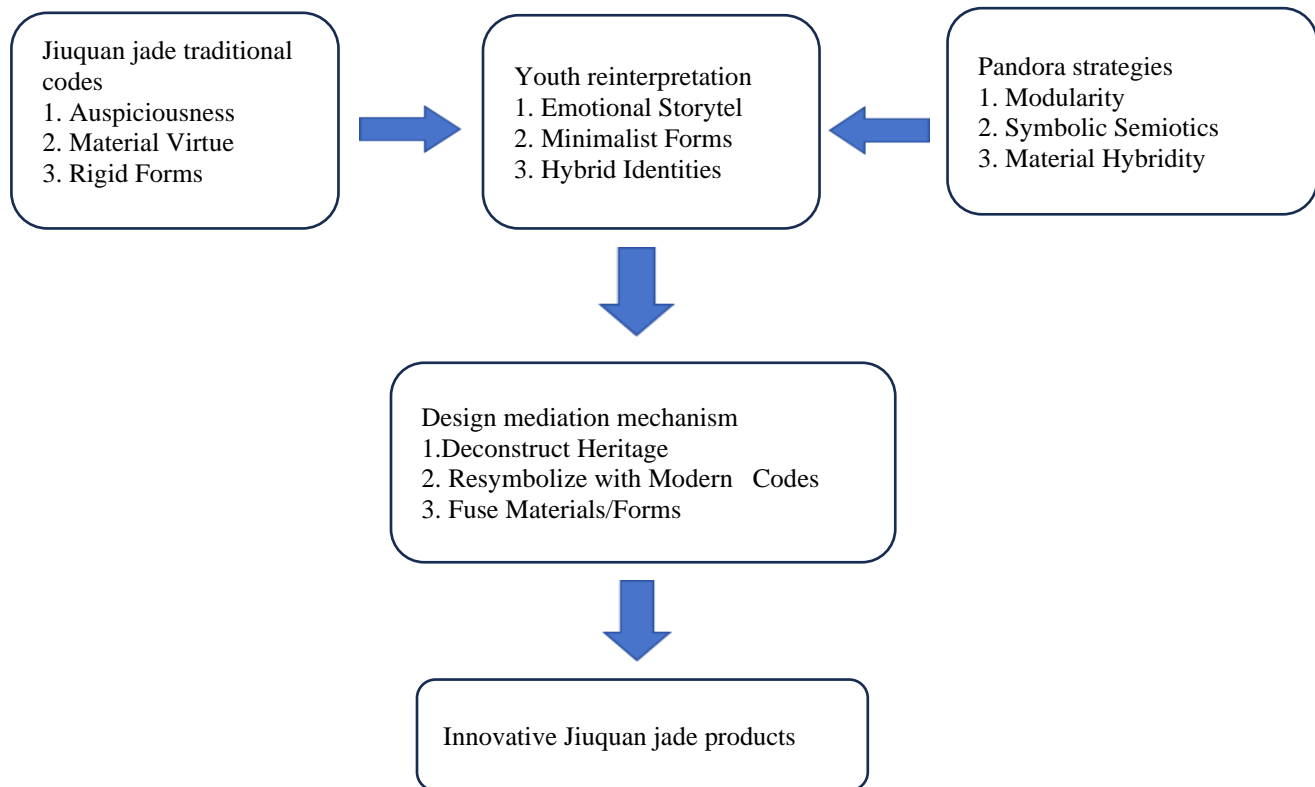 Jiuquan jade traditional
codes
1. Auspiciousness
2. Material Virtue
3. Rigid Forms
Youth reinterpretation
1. Emotional Storytel
2. Minimalist Forms
3. Hybrid Identities
Pandora strategies
1. Modularity
2. Symbolic Semiotics
3. Material Hybridity
Design mediation mechanism
1.Deconstruct Heritage
2. Resymbolize with Modern Codes
3. Fuse Materials/Forms
Innovative Jiuquan jade products